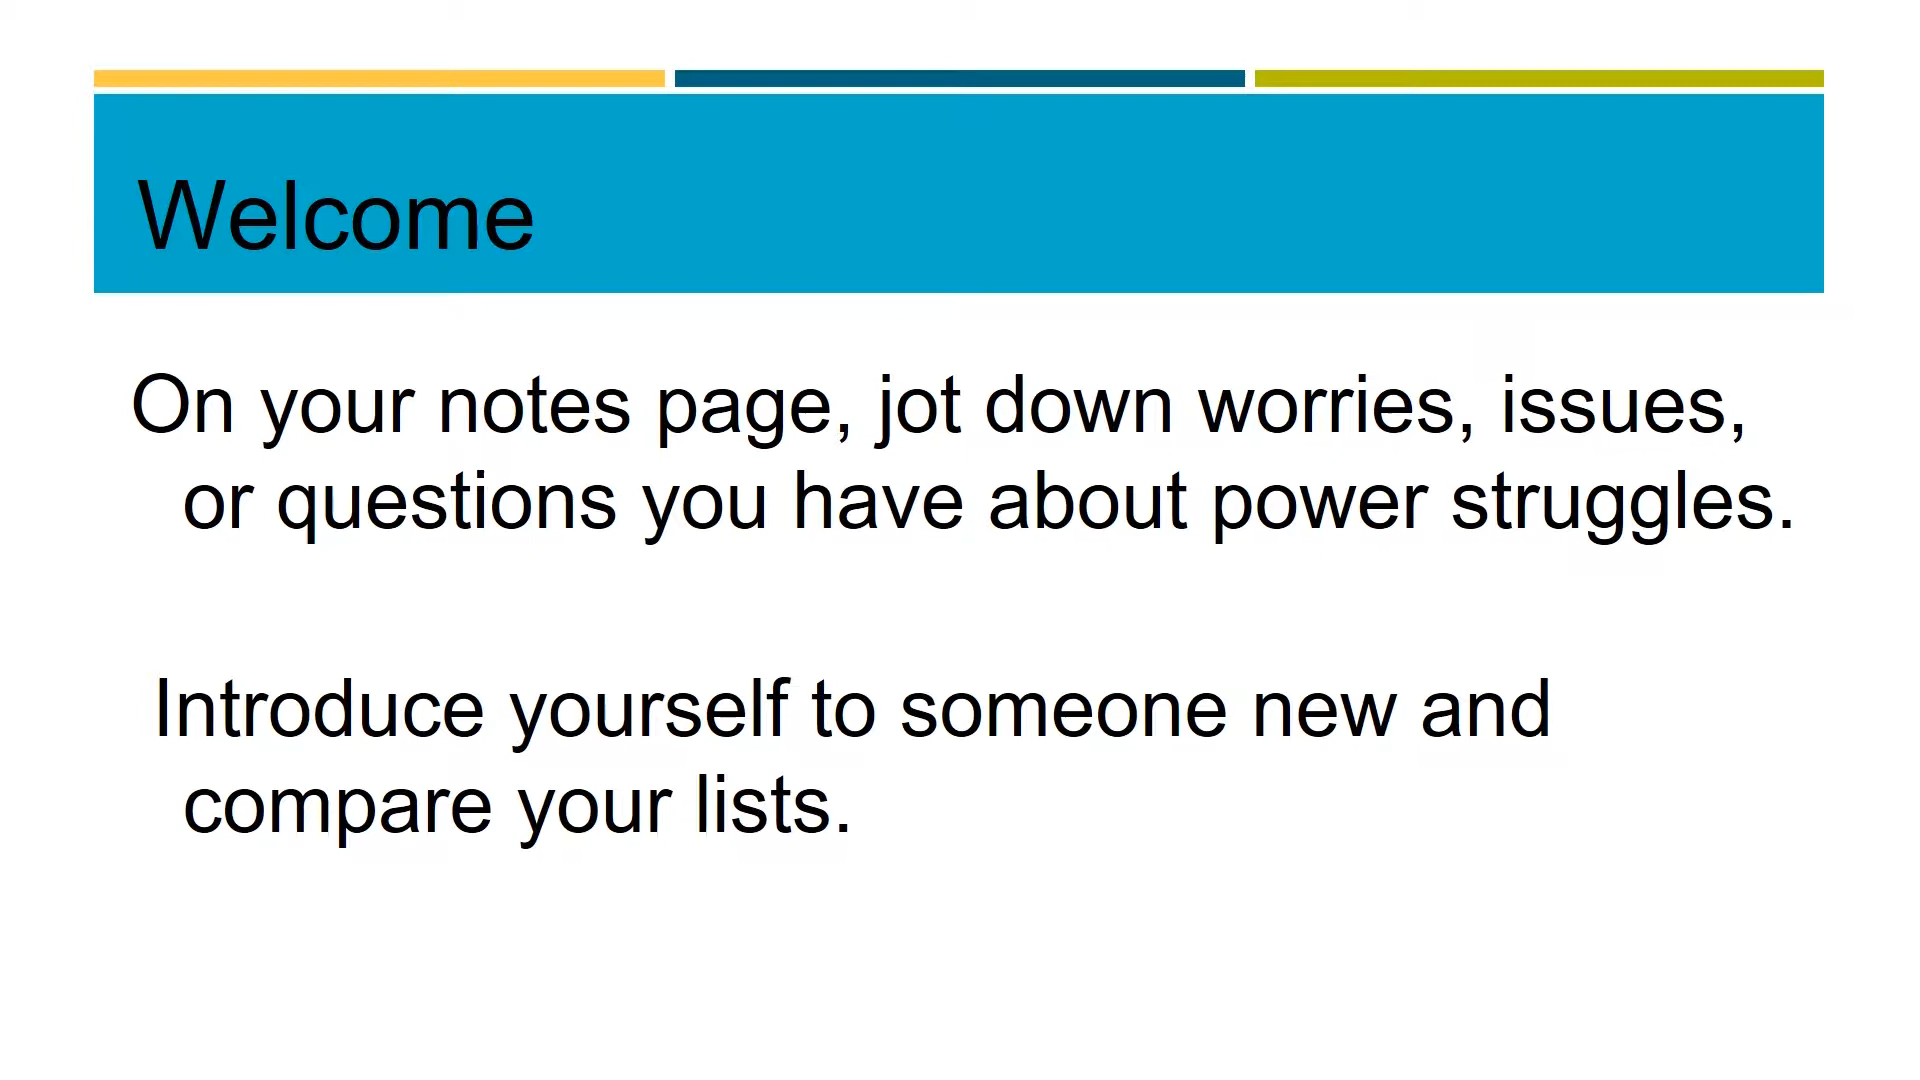 Welcome
On your notes page, jot down worries, issues,
or questions you have about power struggles.
Introduce yourself to someone new and
compare your lists.